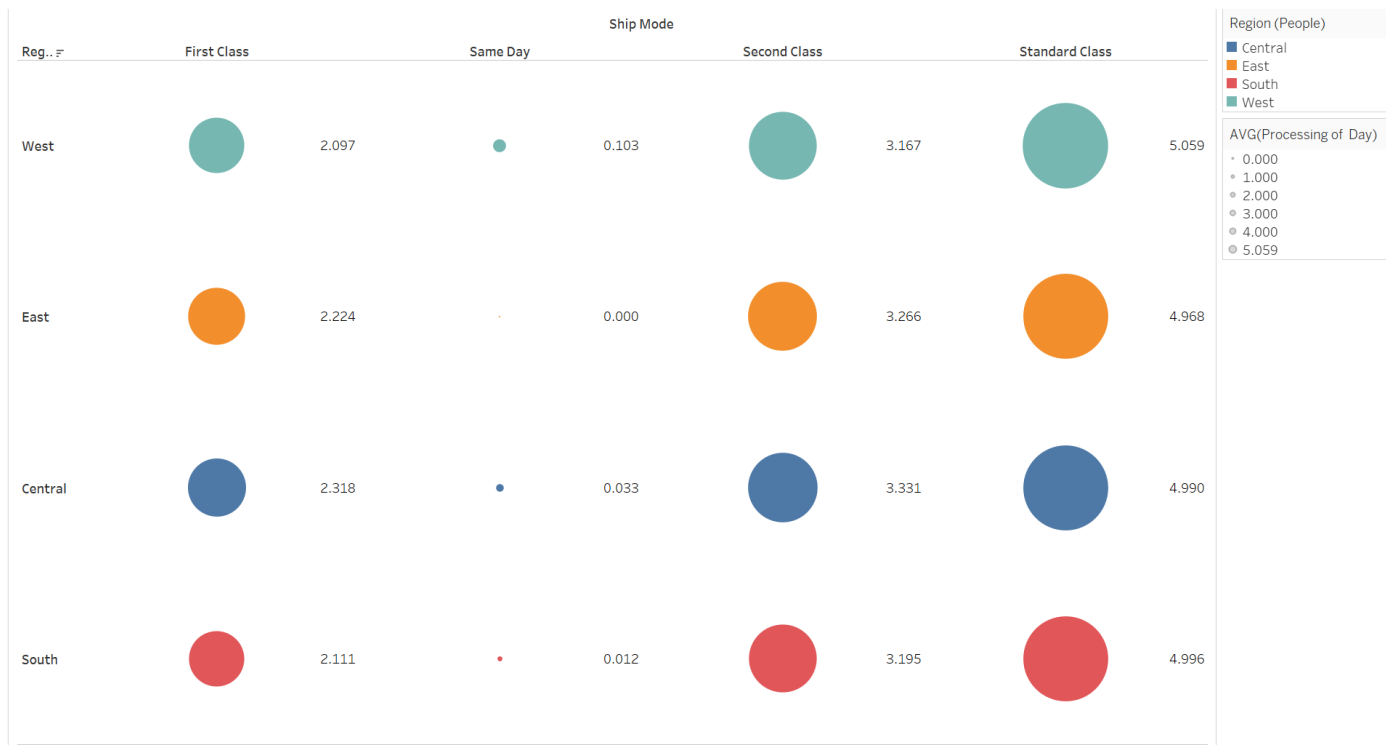 Ship Mode
Reg.. First Class Same Day Second Class Standard Class
West 2.097 0.103 3.167 5.059
East 2.224 0.000 3.266 4.968
Central 2.318 0.033 3.331 4.990
South 2.111 0.012 3.195 4.996
Region (People)
Central
East
South
West
AVG(Processing of Day)
0.000
1.000
2.000
3.000
4.000
5.059